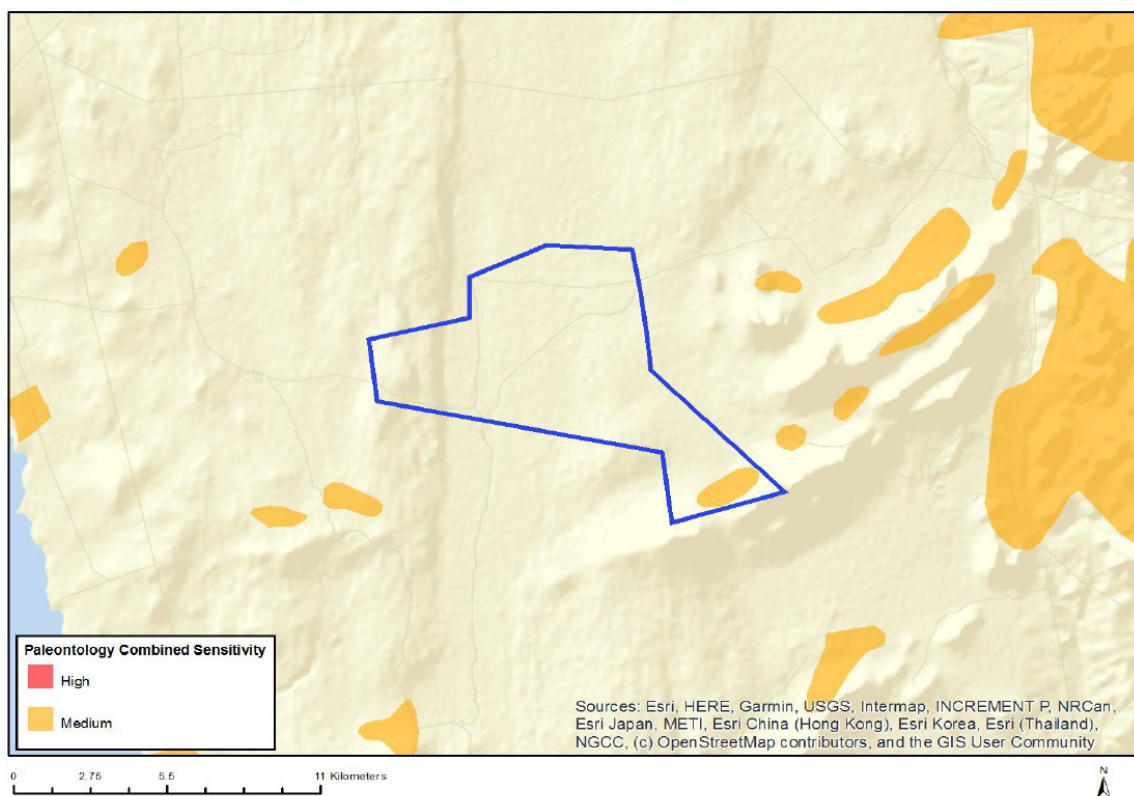 Paleontology Combined Sensitivity
High
Medium
Sources: Esri, HERE, Garmin, USGS, Intermap, INCREMENT P, NRCan,
Esri Japan, METI, Esri China (Hong Kong), Esri Korea, Esri (Thailand),
NGCC, (c) OpenStreetMap contributors, and the GIS User Community
0 2.75 5.5 11 Kilometers
N